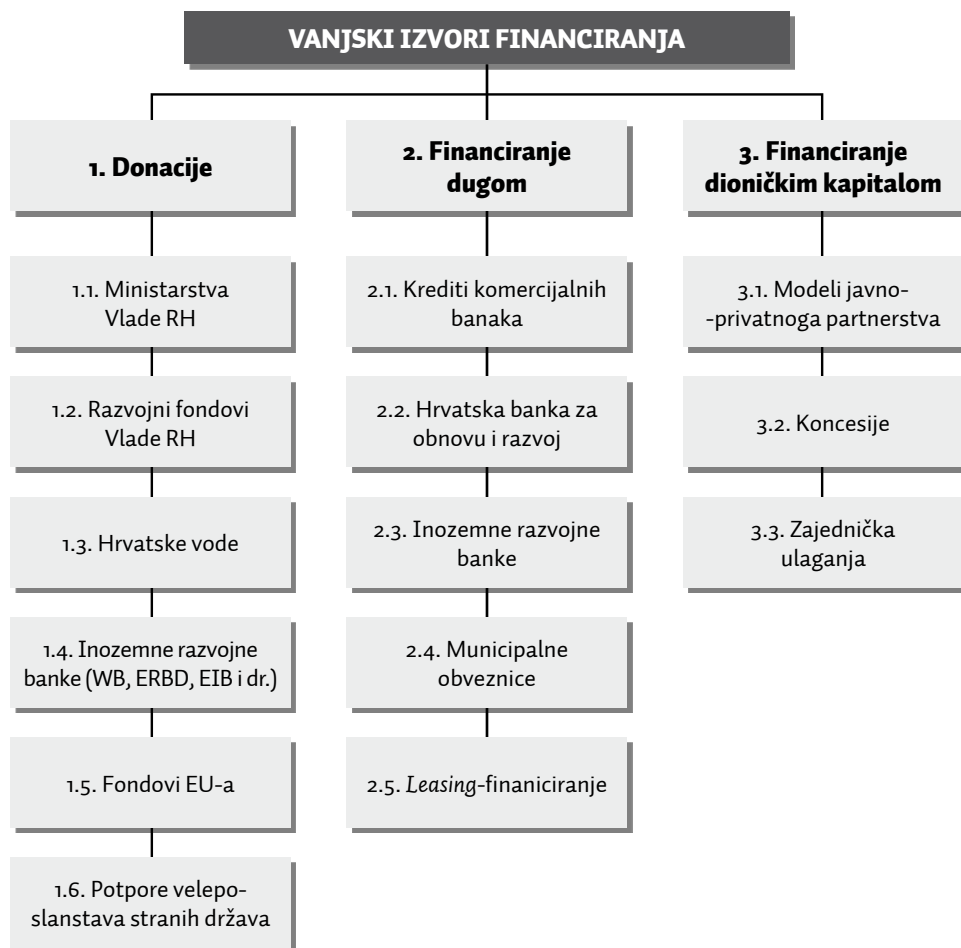 VANJSKI IZVORI FINANCIRANJA
1. Donacije
1.1. Ministarstva
Vlade RH
1.2. Razvojni fondovi
Vlade RH
1.3. Hrvatske vode
1.4. Inozemne razvojne
banke (WB, ERBD, EIB i dr.)
1.5. Fondovi EU-a
1.6. Potpore velepo-
slanstava stranih država
2. Financiranje
dugom
2.1. Krediti komercijalnih
banaka
2.2. Hrvatska banka za
obnovu i razvoj
2.3. Inozemne razvojne
banke
2.4. Municipalne
obveznice
2.5. Leasing-finaniciranje
3. Financiranje
dioničkim kapitalom
3.1. Modeli javno-
-privatnoga partnerstva
3.2. Koncesije
3.3. Zajednička
ulaganja